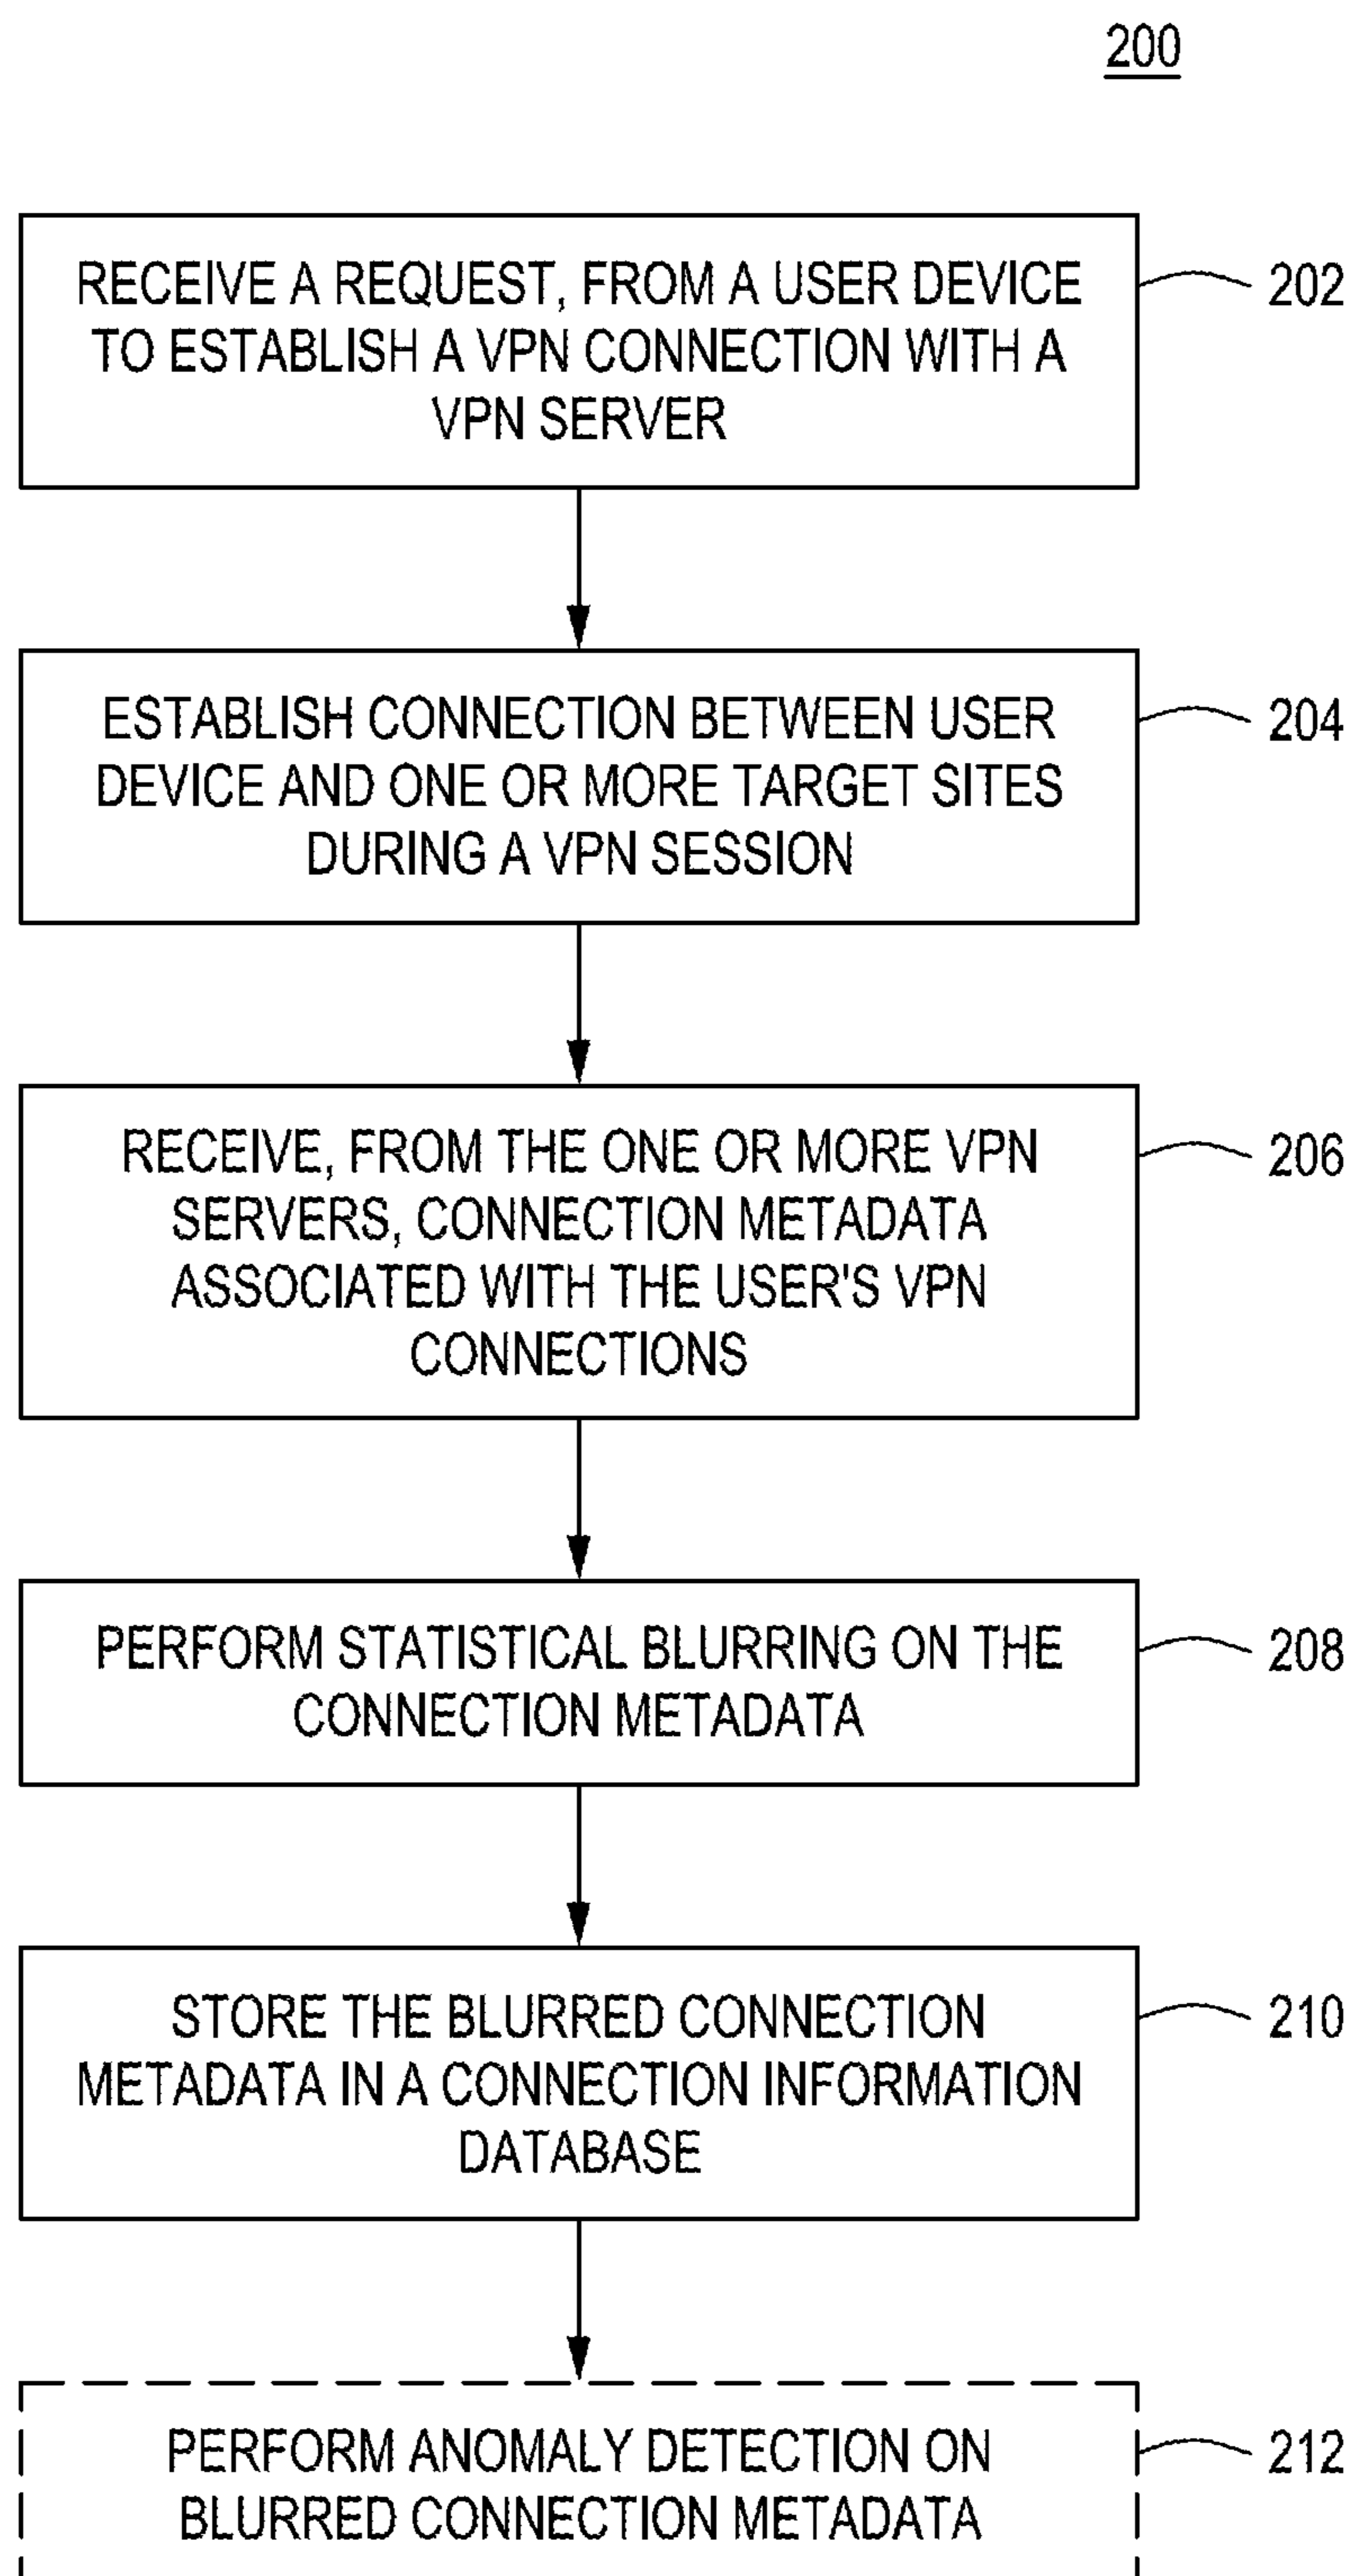 200
RECEIVE A REQUEST, FROM A USER DEVICE
TO ESTABLISH A VPN CONNECTION WITH A
VPN SERVER
202
ESTABLISH CONNECTION BETWEEN USER
DEVICE AND ONE OR MORE TARGET SITES
DURING A VPN SESSION
204
RECEIVE, FROM THE ONE OR MORE VPN
SERVERS, CONNECTION METADATA
ASSOCIATED WITH THE USER'S VPN
CONNECTIONS
206
PERFORM STATISTICAL BLURRING ON THE
CONNECTION METADATA
208
STORE THE BLURRED CONNECTION
METADATA IN A CONNECTION INFORMATION
DATABASE
210
PERFORM ANOMALY DETECTION ON
BLURRED CONNECTION METADATA
212